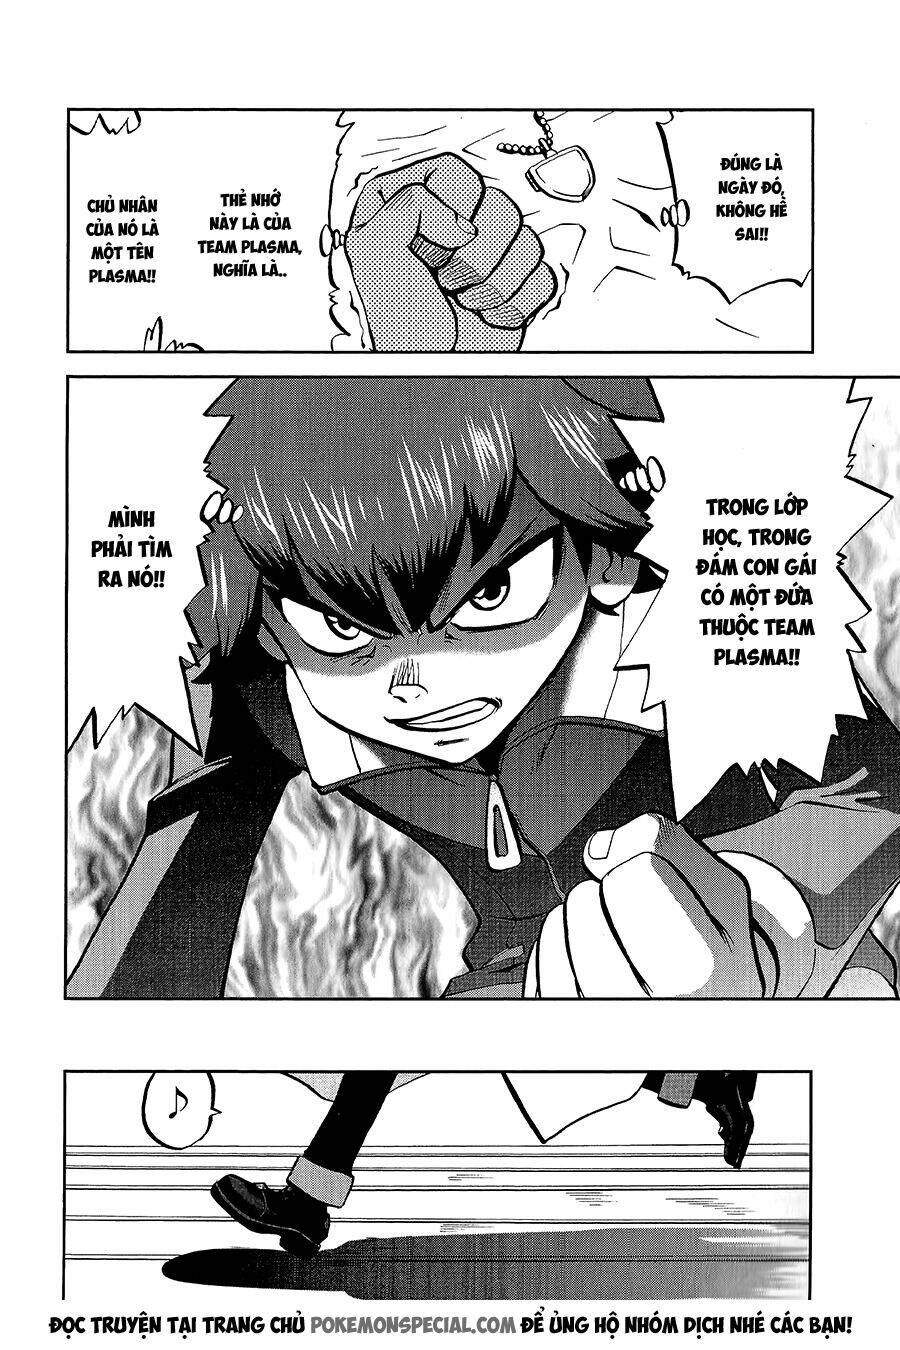 ĐÚNG LÀ
NGÀY ĐÓ,
KHÔNG HỀ
SAI!!
THẺ NHỚ
NÀY LÀ CỦA
TEAM PLASMA,
NGHĨA LÀ..
CHỦ NHÂN
CỦA NÓ LÀ
MỘT TÊN
PLASMA!!
TRONG LỚP
HỌC, TRONG
ĐÁM CON GÁI
CÓ MỘT ĐỨA
THUỘC TEAM
PLASMA!!
MÌNH
PHẢI TÌM
RA NÓ!!
♪
ĐỌC TRUYỆN TẠI TRANG CHỦ POKEMONSPECIAL.COM ĐỂ ỦNG HỘ NHÓM DỊCH NHÉ CÁC BẠN!